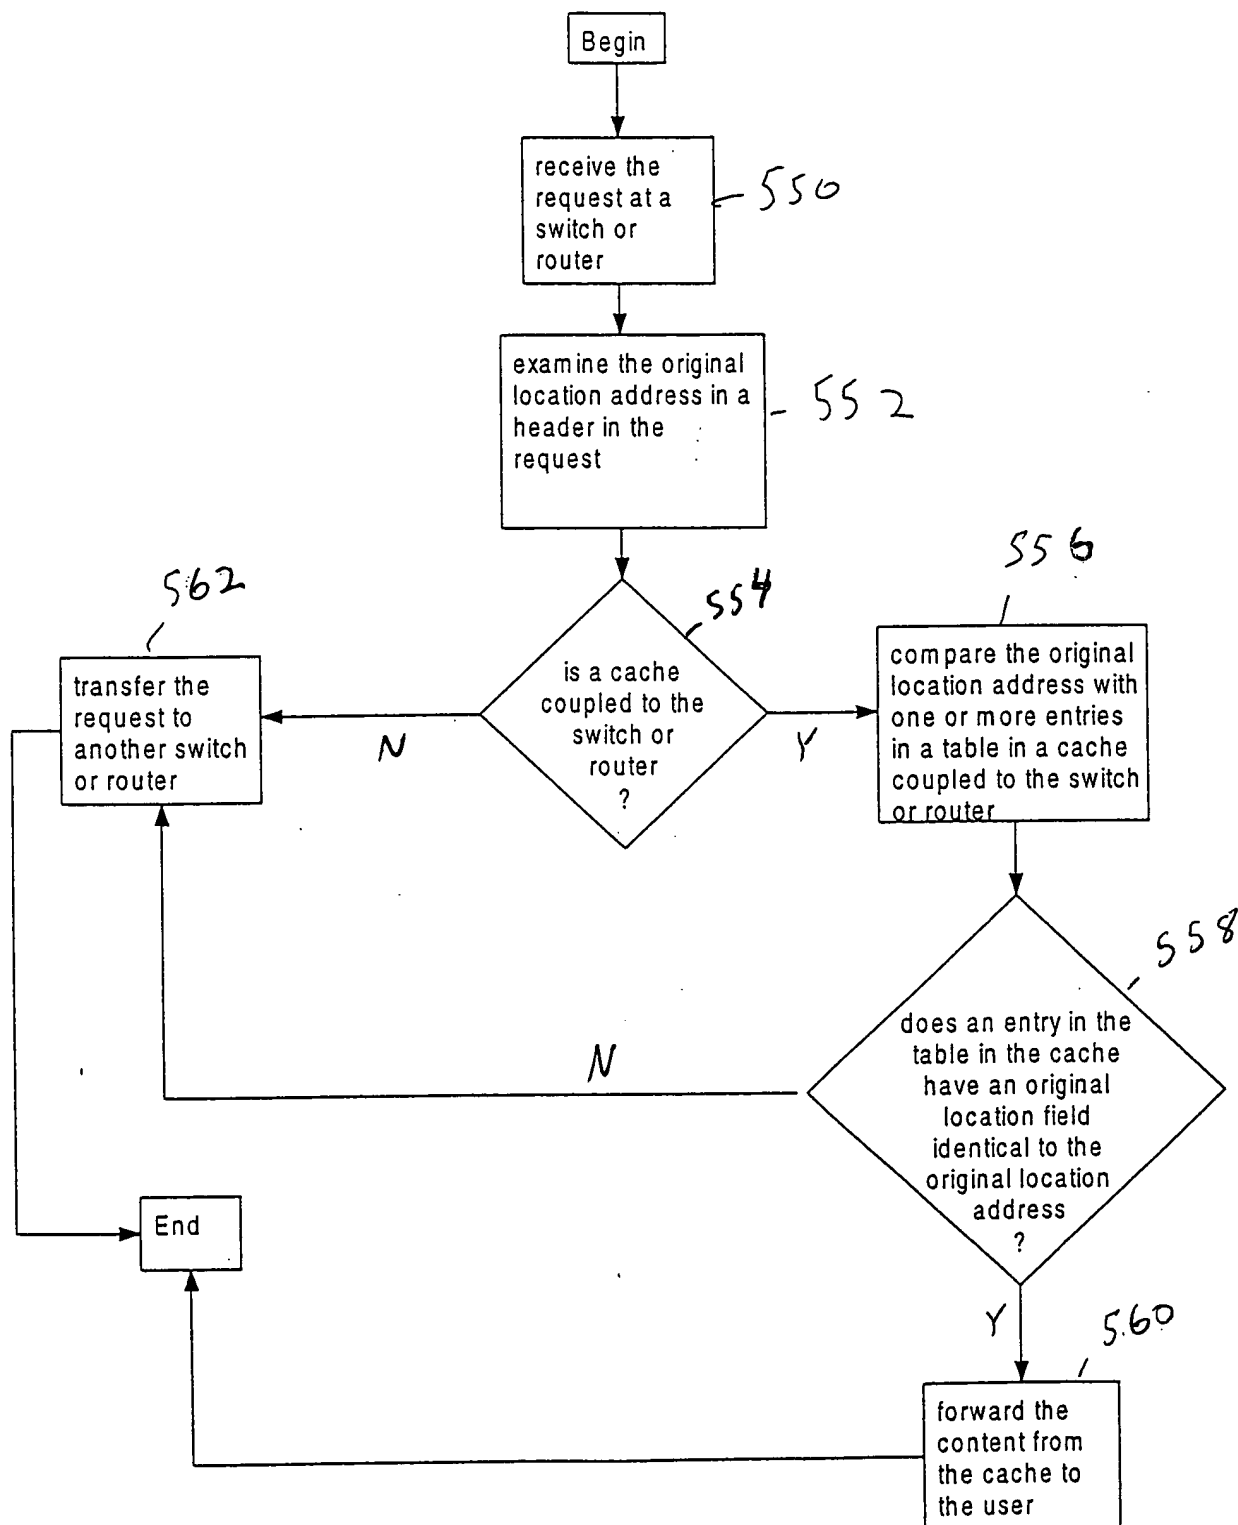 Begin
receive the
request at a
switch or
router
550
examine the original
location address in a
header in the
request
552
554
is a cache
coupled to the
switch or
router
?
N
Y
562
transfer the
request to
another switch
or router
556
compare the original
location address with
one or more entries
in a table in a cache
coupled to the switch
or router
558
does an entry in the
table in the cache
have an original
location field
identical to the
original location
address
?
N
Y
End
560
forward the
content from
the cache to
the user